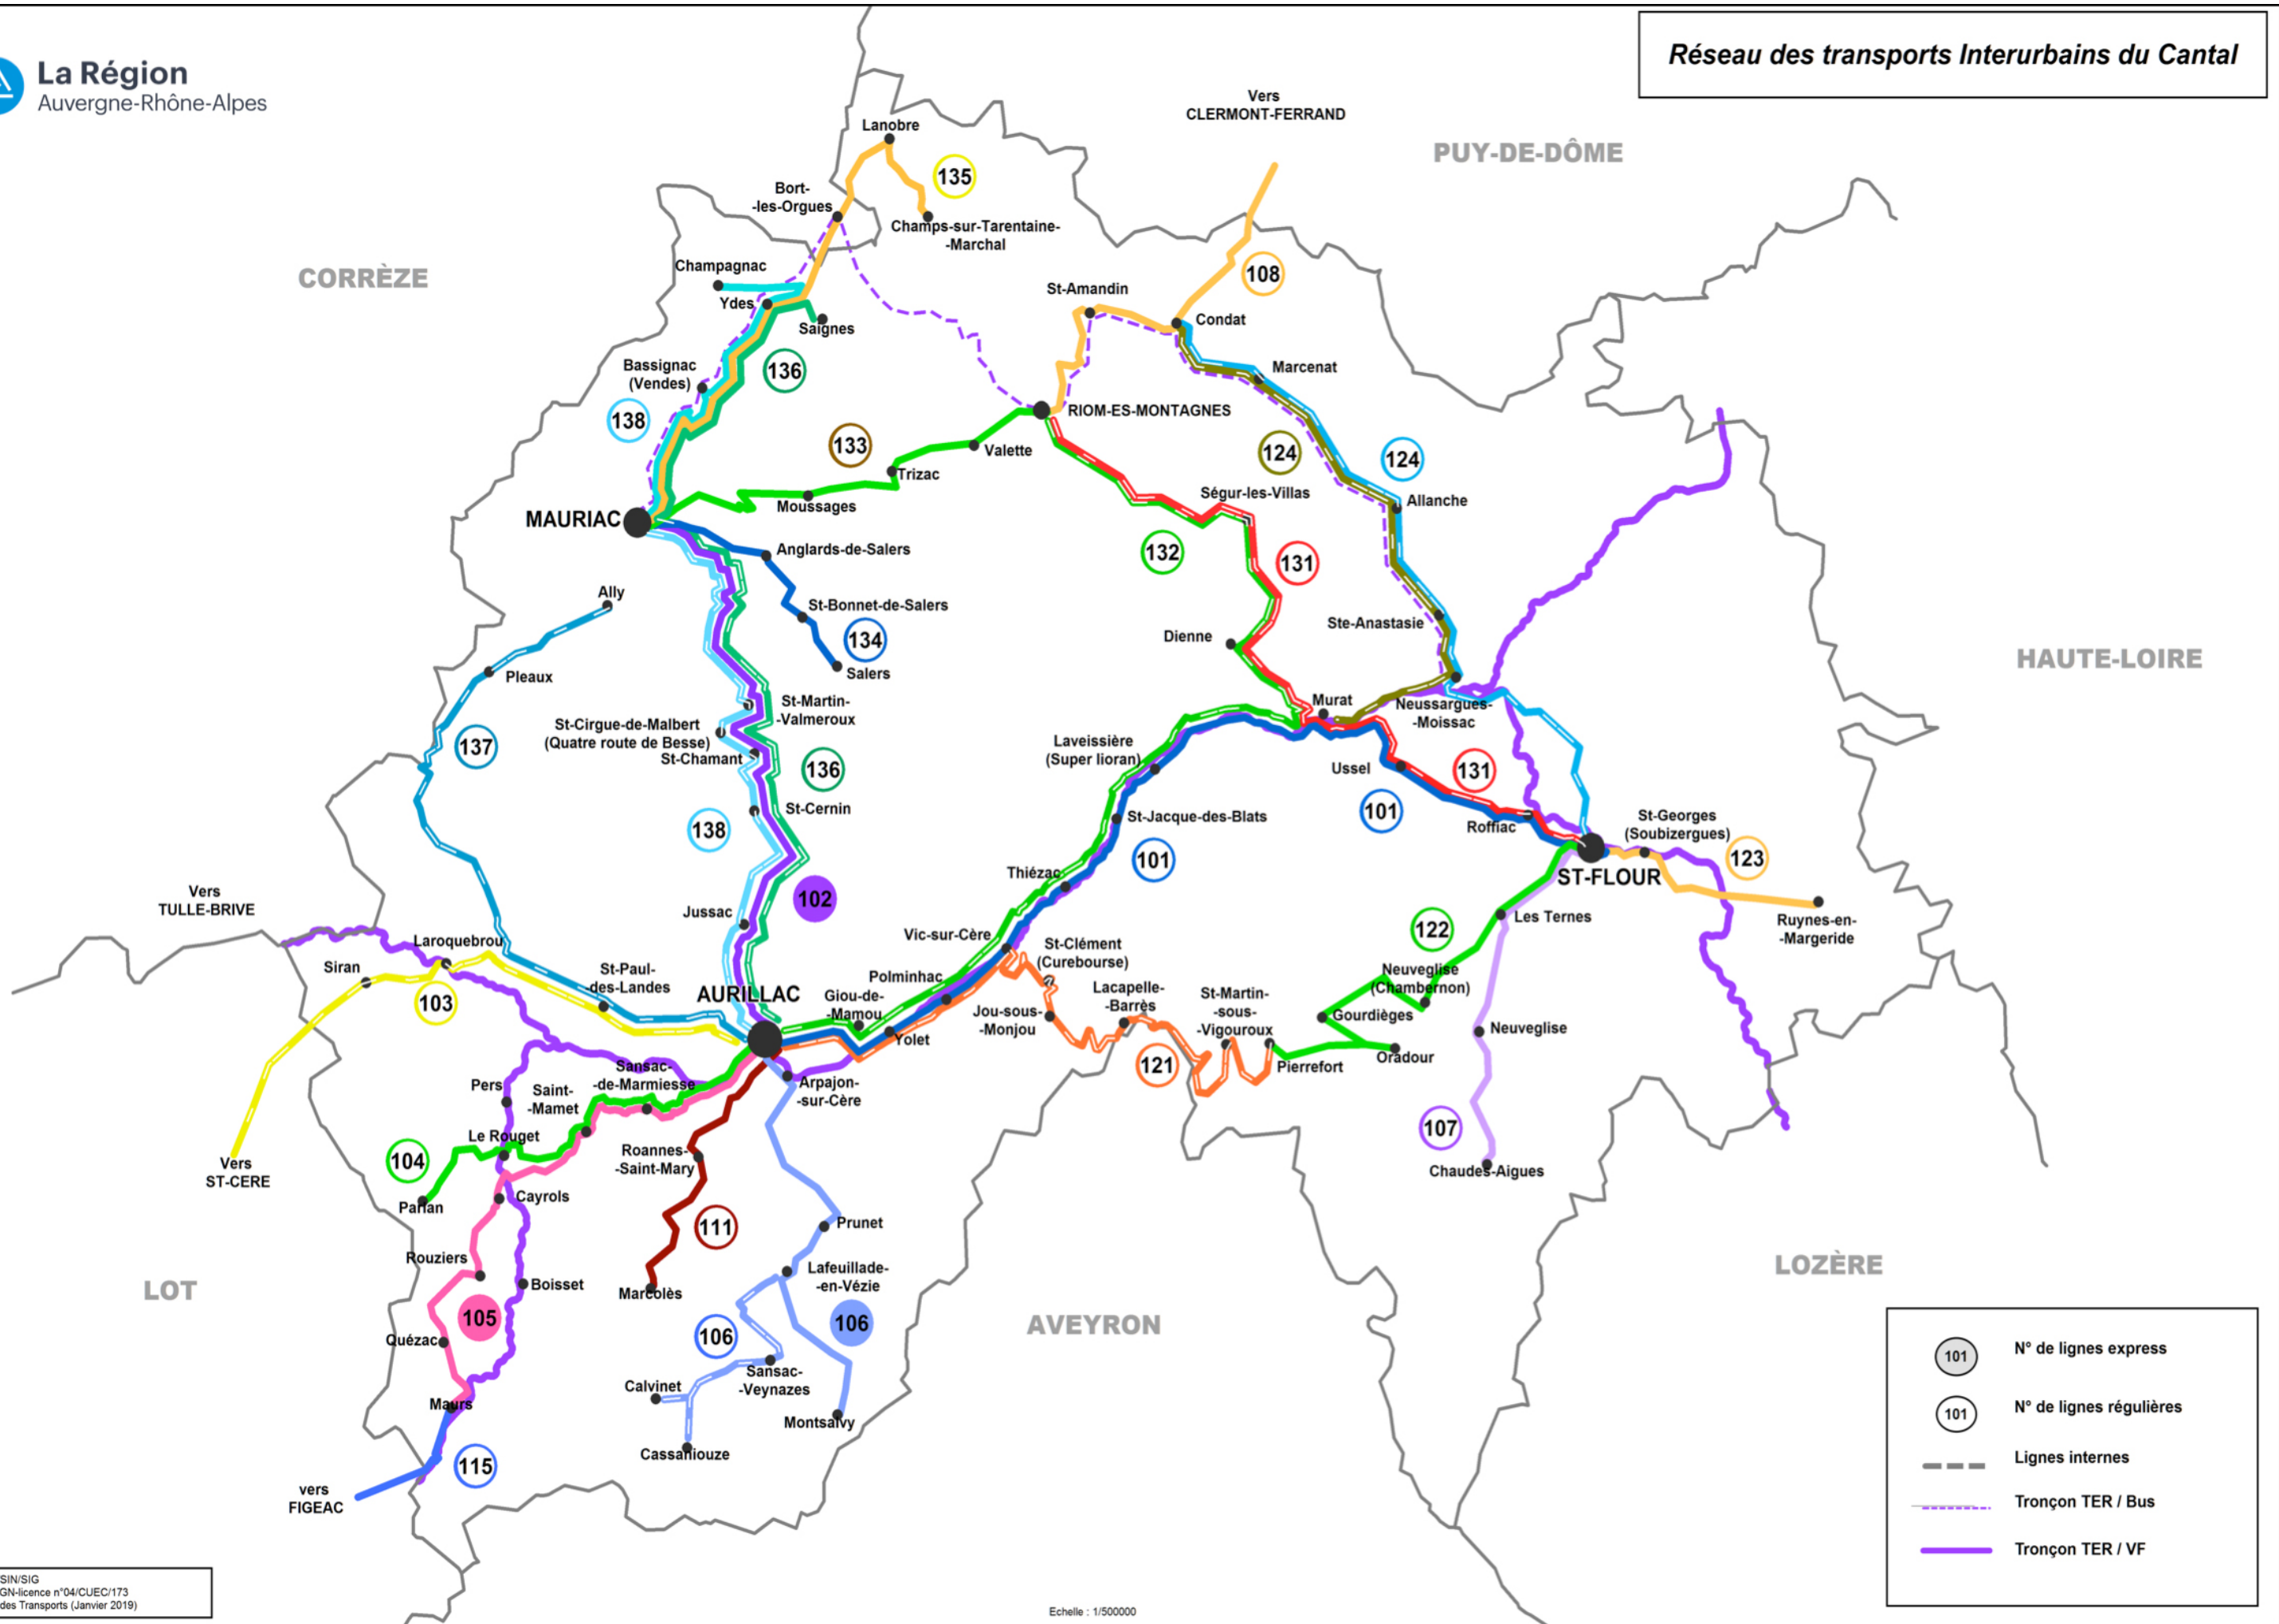 La Région
Auvergne-Rhône-Alpes
Réseau des transports Interurbains du Cantal
Vers
CLERMONT-FERRAND
PUY-DE-DÔME
Lanobre
135
Bort-
-les-Orgues
Champs-sur-Tarentaine-
-Marchal
CORRÈZE
Champagnac
108
St-Amandin
Ydes
Saignes
Condat
Bassignac
(Vendes)
136
Marcenat
138
RIOM-ES-MONTAGNES
133
Valette
124
124
Trizac
Ségur-les-Villas
Allanche
Moussages
MAURIAC
Anglards-de-Salers
132
131
Ally
St-Bonnet-de-Salers
Ste-Anastasie
134
Dienne
Salers
HAUTE-LOIRE
Pleaux
St-Martin-
-Valmeroux
Murat
Neussargues-
-Moissac
St-Cirgue-de-Malbert
(Quatre route de Besse)
St-Chamant
137
Laveissière
(Super lioran)
136
Ussel
131
St-Cernin
101
138
St-Jacque-des-Blats
Roffiac
St-Georges
(Soubizergues)
123
101
Thiézac
ST-FLOUR
Vers
TULLE-BRIVE
102
Jussac
Les Ternes
Ruynes-en-
-Margeride
Laroquebrou
Vic-sur-Cère
St-Clément
(Curebourse)
122
Siran
St-Paul-
-des-Landes
AURILLAC
Polminhac
Neuveglise
(Chambernon)
103
Giou-de-
-Mamou
Jou-sous-
-Monjou
Lacapelle-
-Barrès
St-Martin-
-sous-
-Vigouroux
Gourdièges
Neuveglise
Yolet
Oradour
121
Pierrefort
Sansac-
-de-Marmiesse
Pers
Saint-
-Mamet
Arpajon-
-sur-Cère
107
Le Rouget
104
Roannes-
-Saint-Mary
Vers
ST-CERE
Chaudes-Aigues
Parlan
Cayrols
111
Prunet
Rouziers
LOT
Boisset
Lafeuillade-
-en-Vézie
Marcolès
LOZÈRE
105
AVEYRON
106
106
Quézac
Sansac-
-Veynazes
Calvinet
Maurs
Montsalvy
Cassaniouze
115
vers
FIGEAC
101
N° de lignes express
101
N° de lignes régulières
Lignes internes
Tronçon TER / Bus
Tronçon TER / VF
SIN/SIG
GN-licence n°04/CUEC/173
des Transports (Janvier 2019)
Echelle : 1/500000